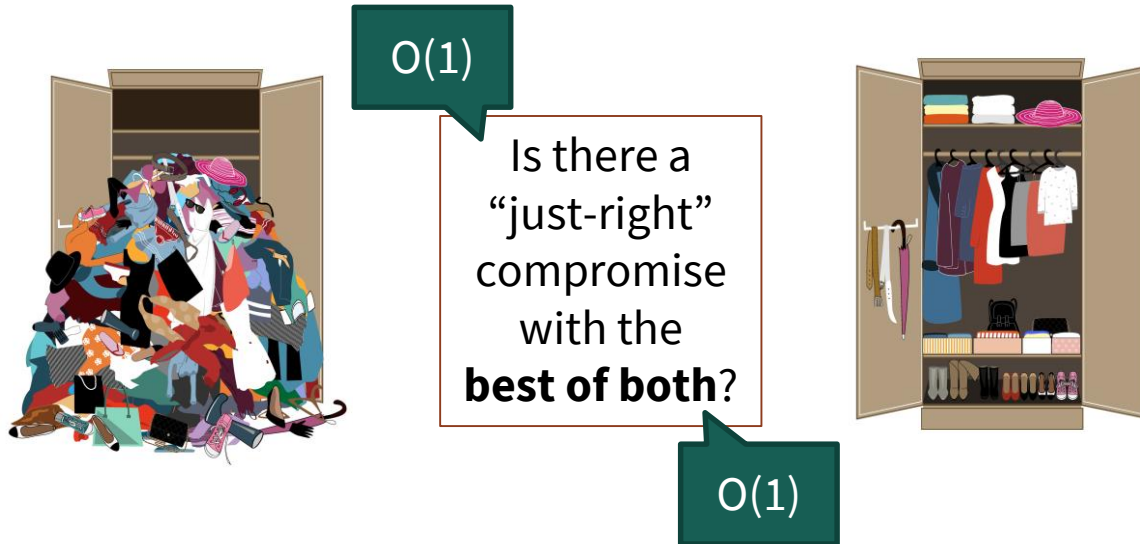 O(1)
Is there a
“just-right”
compromise
with the
best of both?
O(1)